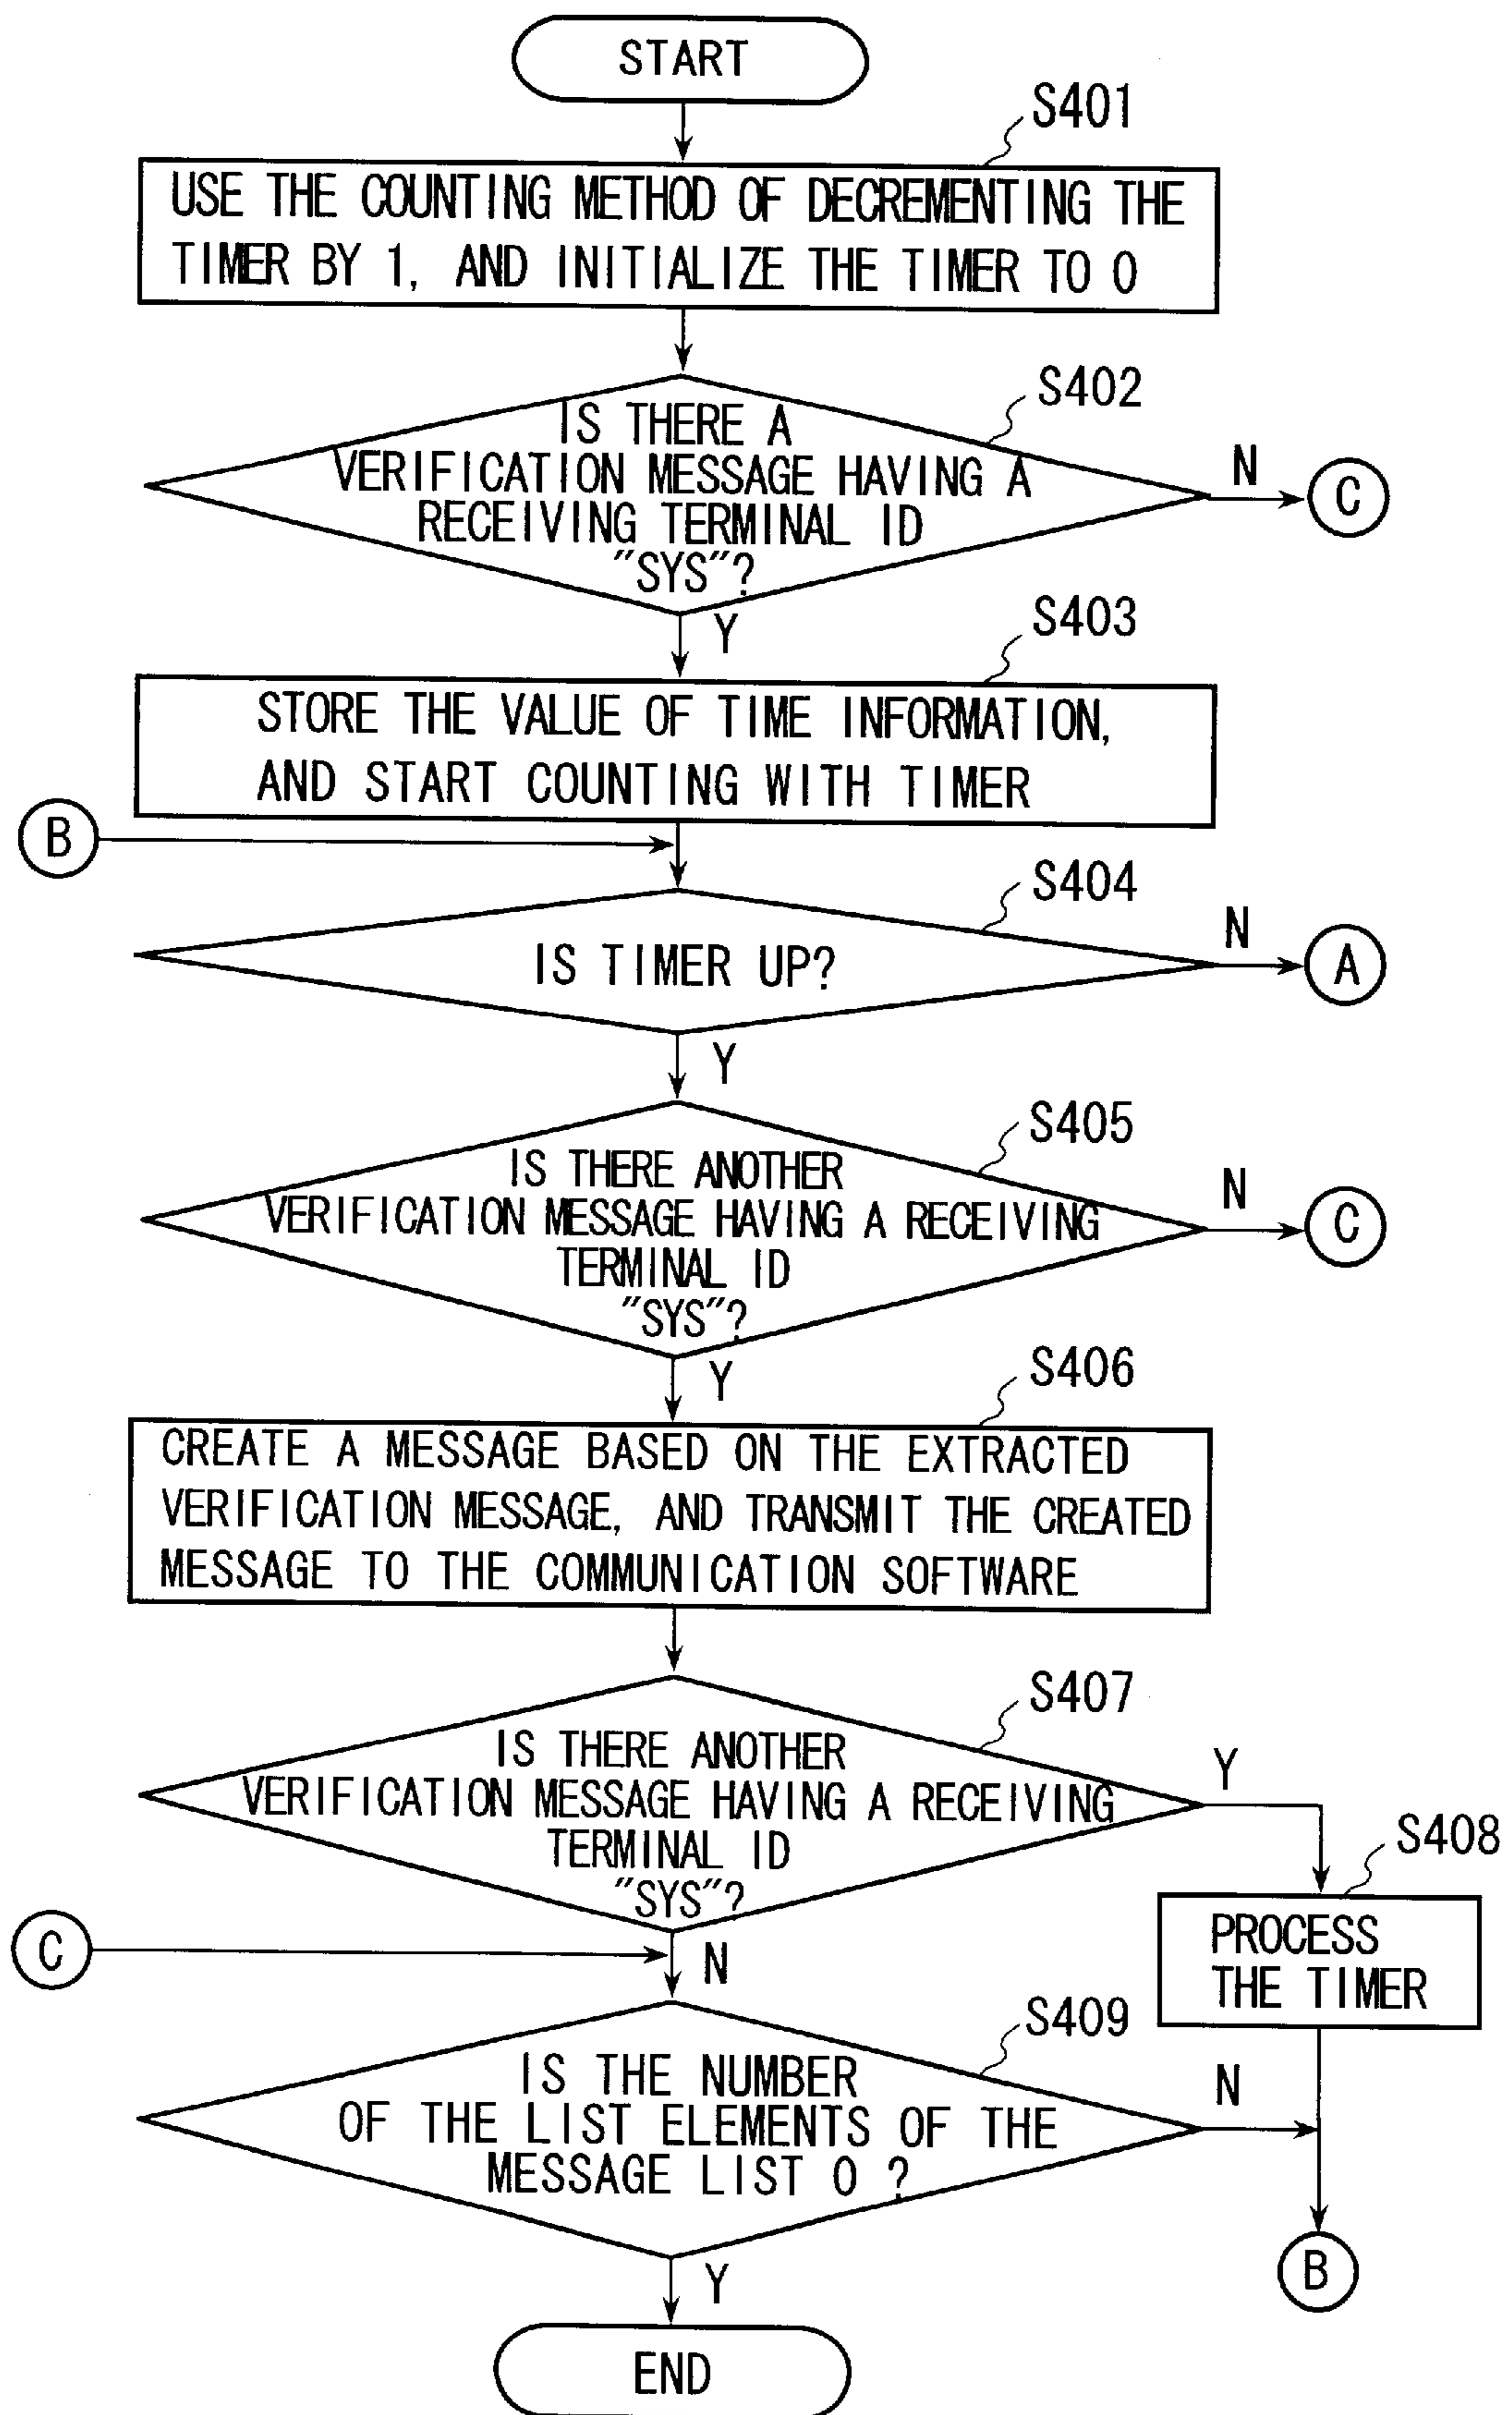 START
S401
USE THE COUNTING METHOD OF DECREMENTING THE
TIMER BY 1, AND INITIALIZE THE TIMER TO 0
S402
IS THERE A
VERIFICATION MESSAGE HAVING A
RECEIVING TERMINAL ID
"SYS"?
N
C
Y
S403
STORE THE VALUE OF TIME INFORMATION,
AND START COUNTING WITH TIMER
B
S404
IS TIMER UP?
N
A
Y
S405
IS THERE ANOTHER
VERIFICATION MESSAGE HAVING A RECEIVING
TERMINAL ID
"SYS"?
N
C
Y
S406
CREATE A MESSAGE BASED ON THE EXTRACTED
VERIFICATION MESSAGE, AND TRANSMIT THE CREATED
MESSAGE TO THE COMMUNICATION SOFTWARE
S407
IS THERE ANOTHER
VERIFICATION MESSAGE HAVING A RECEIVING
TERMINAL ID
"SYS"?
Y
S408
PROCESS
THE TIMER
C
N
S409
IS THE NUMBER
OF THE LIST ELEMENTS OF THE
MESSAGE LIST 0 ?
N
B
Y
END